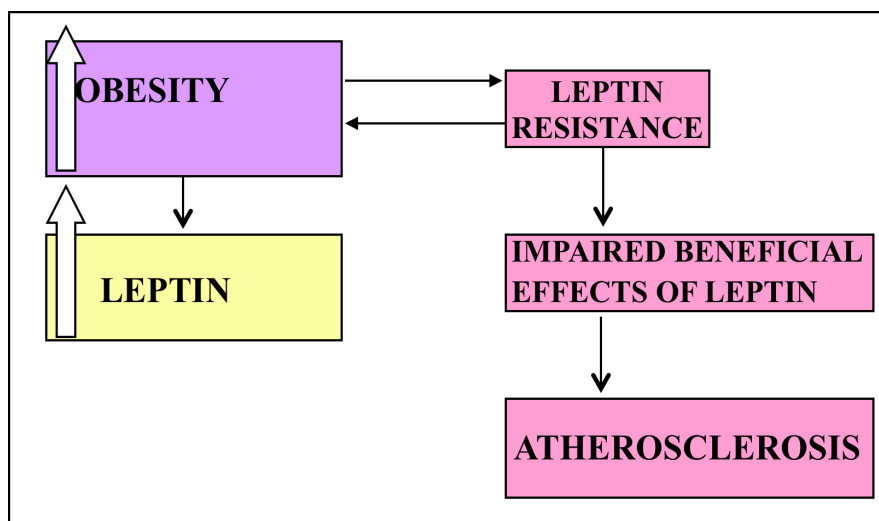 OBESITY
LEPTIN
RESISTANCE
LEPTIN
IMPAIRED BENEFICIAL
EFFECTS OF LEPTIN
ATHEROSCLEROSIS